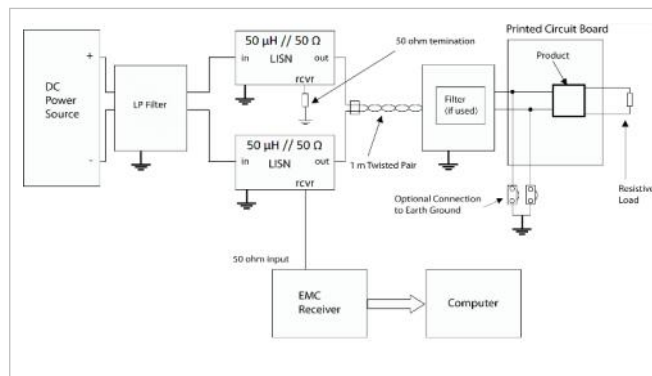 Printed Circuit Board
50 μH // 50 Ω
LISN
in
out
rcvr
50 ohm temination
Product
DC
Power
Source
+
-
LP Filter
Filter
(if used)
50 μH // 50 Ω
LISN
in
out
rcvr
1 m Twisted Pair
Optional Connection
to Earth Ground
Resistive
Load
50 ohm input
EMC
Receiver
Computer